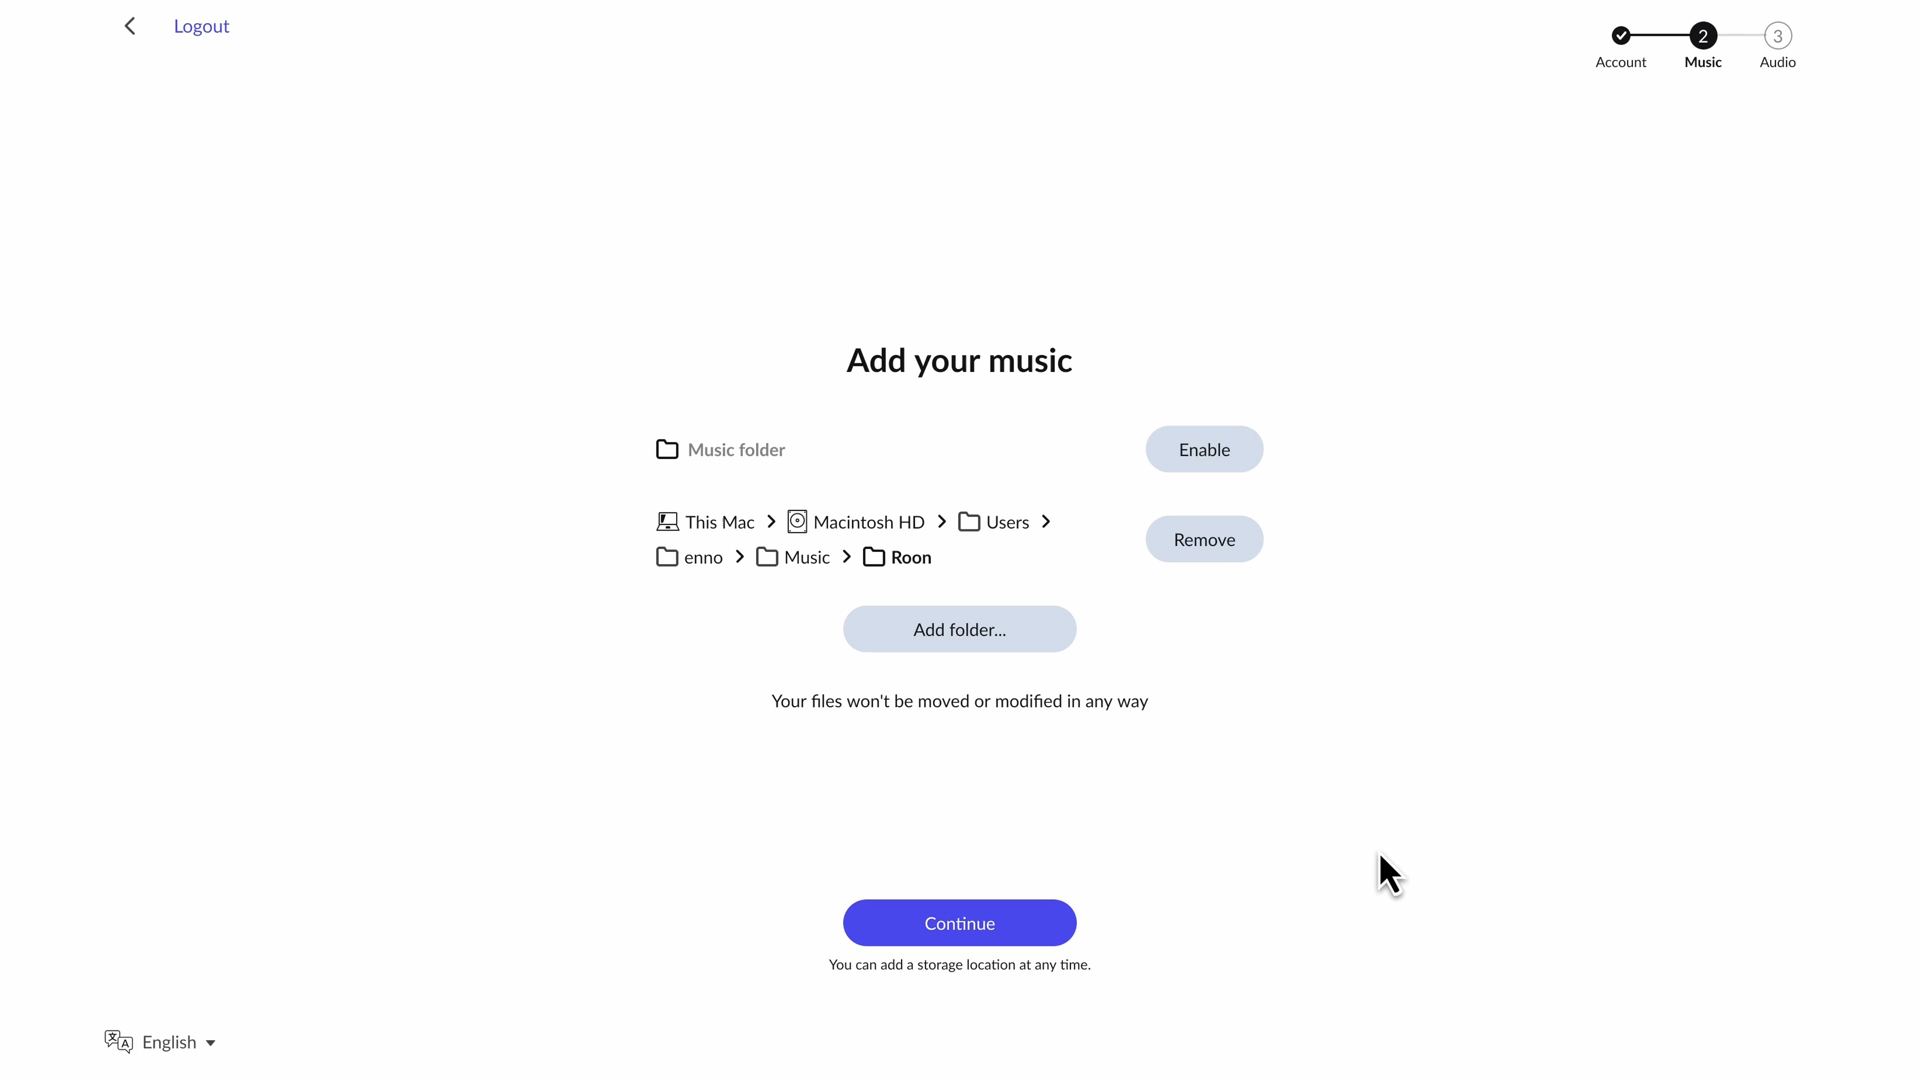 Logout
2
3
Account
Music
Audio
Add your music
Music folder
Enable
This Mac
Macintosh HD
Users
enno
Music
Roon
Remove
Add folder...
Your files won't be moved or modified in any way
Continue
You can add a storage location at any time.
English